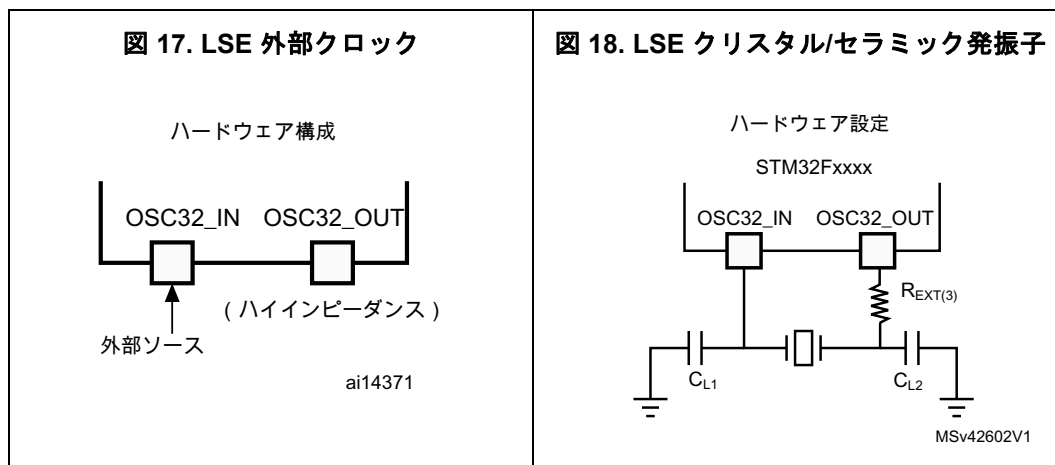 図 17. LSE 外部クロック
ハードウェア構成
OSC32_IN OSC32_OUT
(ハイインピーダンス)
外部ソース
ai14371
図 18. LSE クリスタル/セラミック発振子
ハードウェア設定
STM32Fxxxx
OSC32_IN OSC32_OUT
REXT(3)
CL1 CL2
MSv42602V1